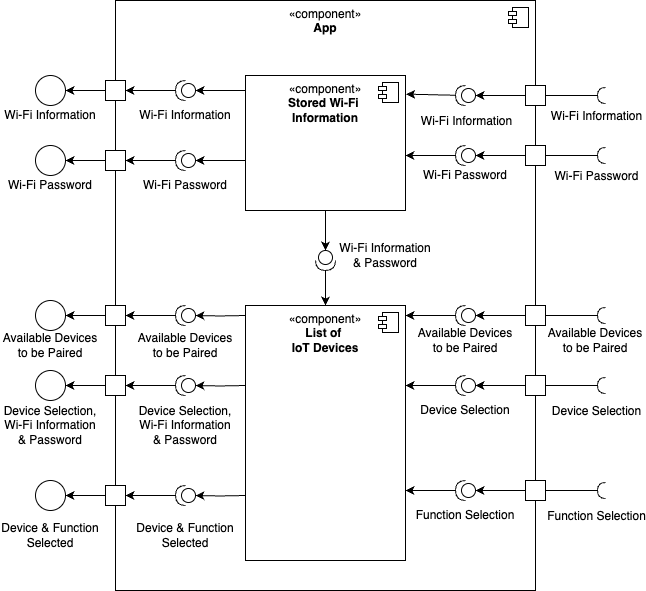 «component»
App
«component»
Stored Wi-Fi
Information
Wi-Fi Information
Wi-Fi Information
Wi-Fi Information
Wi-Fi Information
Wi-Fi Password
Wi-Fi Password
Wi-Fi Password
Wi-Fi Password
Wi-Fi Information
& Password
«component»
List of
IoT Devices
Available Devices
to be Paired
Available Devices
to be Paired
Available Devices
to be Paired
Available Devices
to be Paired
Device Selection,
Wi-Fi Information
& Password
Device Selection,
Wi-Fi Information
& Password
Device Selection
Device Selection
Device & Function
Selected
Device & Function
Selected
Function Selection
Function Selection